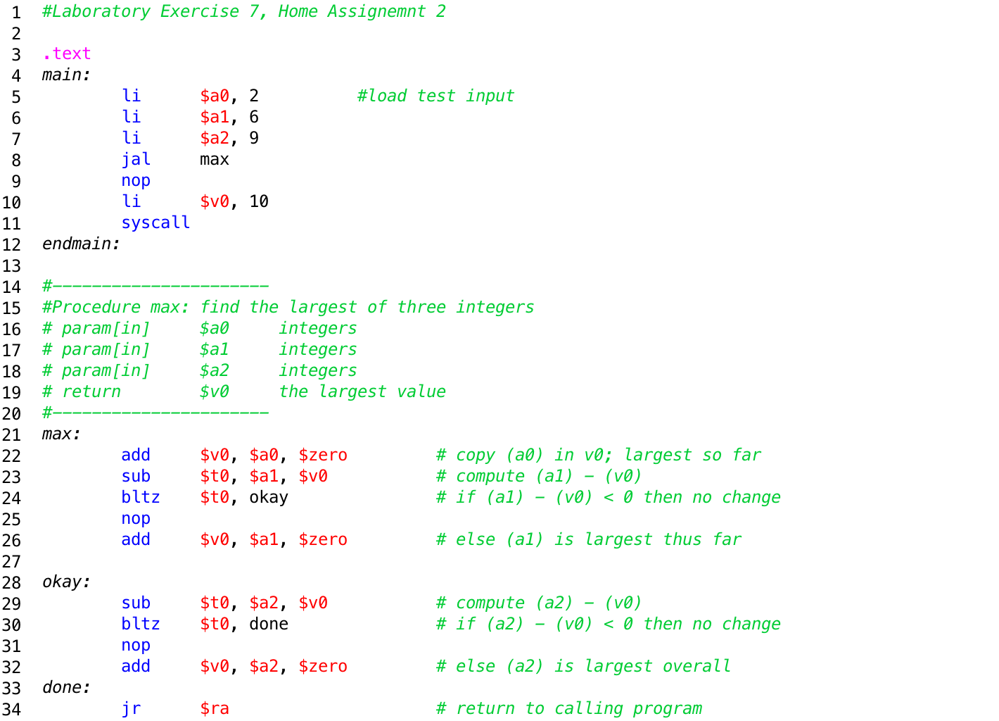 1 #Laboratory Exercise 7, Home Assignemnt 2
2
3 .text
4 main:
5 li $a0, 2 #load test input
6 li $a1, 6
7 li $a2, 9
8 jal max
9 nop
10 li $v0, 10
11 syscall
12 endmain:
13
14 #----------------------
15 #Procedure max: find the largest of three integers
16 # param[in] $a0 integers
17 # param[in] $a1 integers
18 # param[in] $a2 integers
19 # return $v0 the largest value
20 #----------------------
21 max:
22 add $v0, $a0, $zero # copy (a0) in v0; largest so far
23 sub $t0, $a1, $v0 # compute (a1) - (v0)
24 bltz $t0, okay # if (a1) - (v0) < 0 then no change
25 nop
26 add $v0, $a1, $zero # else (a1) is largest thus far
27
28 okay:
29 sub $t0, $a2, $v0 # compute (a2) - (v0)
30 bltz $t0, done # if (a2) - (v0) < 0 then no change
31 nop
32 add $v0, $a2, $zero # else (a2) is largest overall
33 done:
34 jr $ra # return to calling program